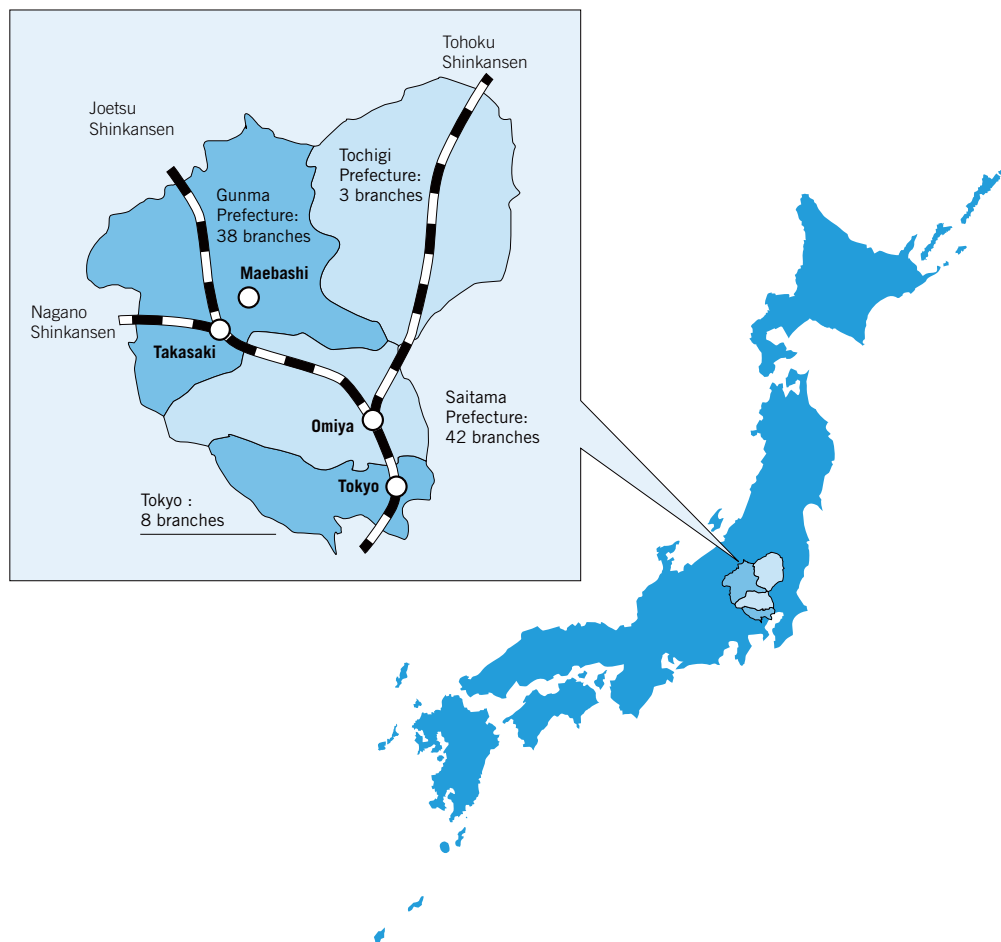 Tohoku
Shinkansen
Joetsu
Shinkansen
Tochigi
Prefecture:
3 branches
Gunma
Prefecture:
38 branches
Maebashi
Nagano
Shinkansen
Takasaki
Saitama
Prefecture:
42 branches
Omiya
Tokyo
Tokyo :
8 branches